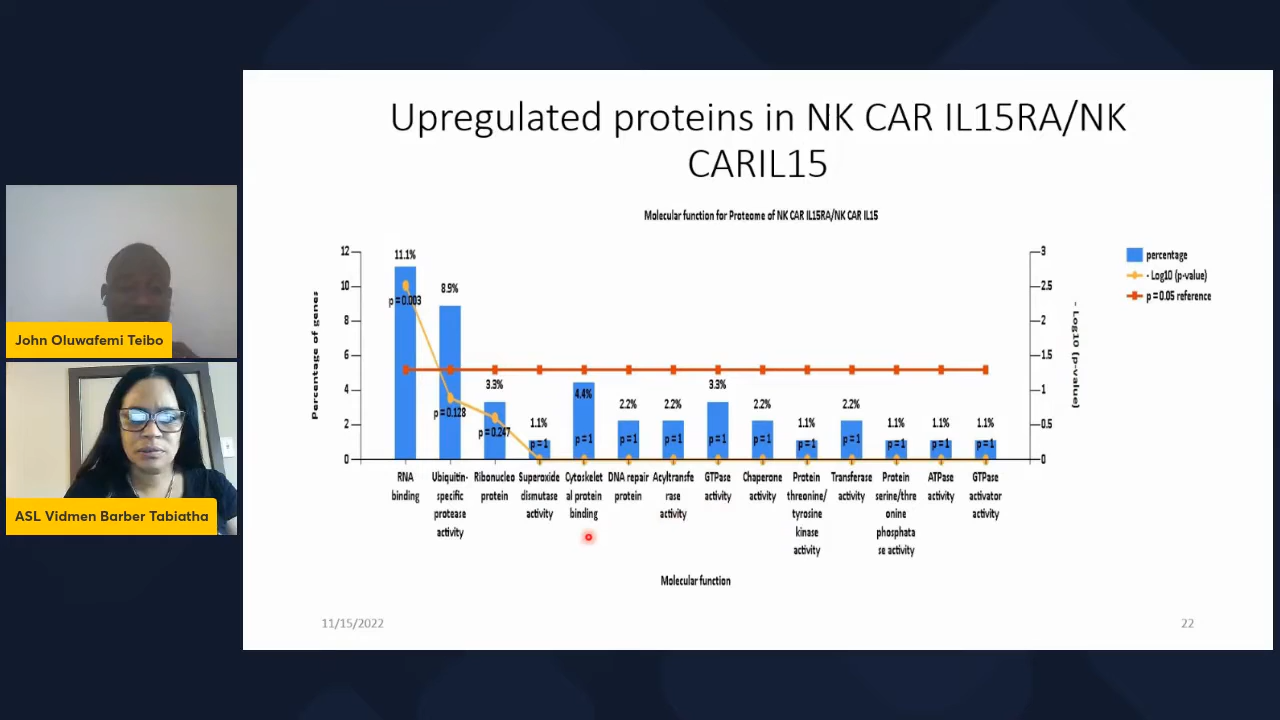 Upregulated proteins in NK CAR IL15RA/NK
CARIL15
Molecular function for Proteome of NK CAR IL15RA/NK CAR IL15
percentage
- Log10 (p-value)
p = 0.05 reference
Percentage of genes
12
10
8
6
4
2
0
- Log10 (p-value)
3
2.5
2
1.5
1
0.5
0
11.1%
8.9%
3.3%
1.1%
4.4%
2.2%
2.2%
3.3%
2.2%
1.1%
2.2%
1.1%
1.1%
1.1%
p = 0.003
p = 0.128
p = 0.247
p = 1
p = 1
p = 1
p = 1
p = 1
p = 1
p = 1
p = 1
p = 1
p = 1
p = 1
RNA
binding
Ubiquitin-
specific
protease
activity
Ribonucleo
protein
Superoxide
dismutase
activity
Cytoskelet
al protein
binding
DNA repair
protein
Acyltransfe
rase
activity
GTPase
activity
Chaperone
activity
Protein
threonine/
tyrosine
kinase
activity
Transferase
activity
Protein
serine/thre
onine
phosphata
se activity
ATPase
activity
GTPase
activator
activity
Molecular function
11/15/2022
22
John Oluwafemi Teibo
ASL Vidmen Barber Tabiatha